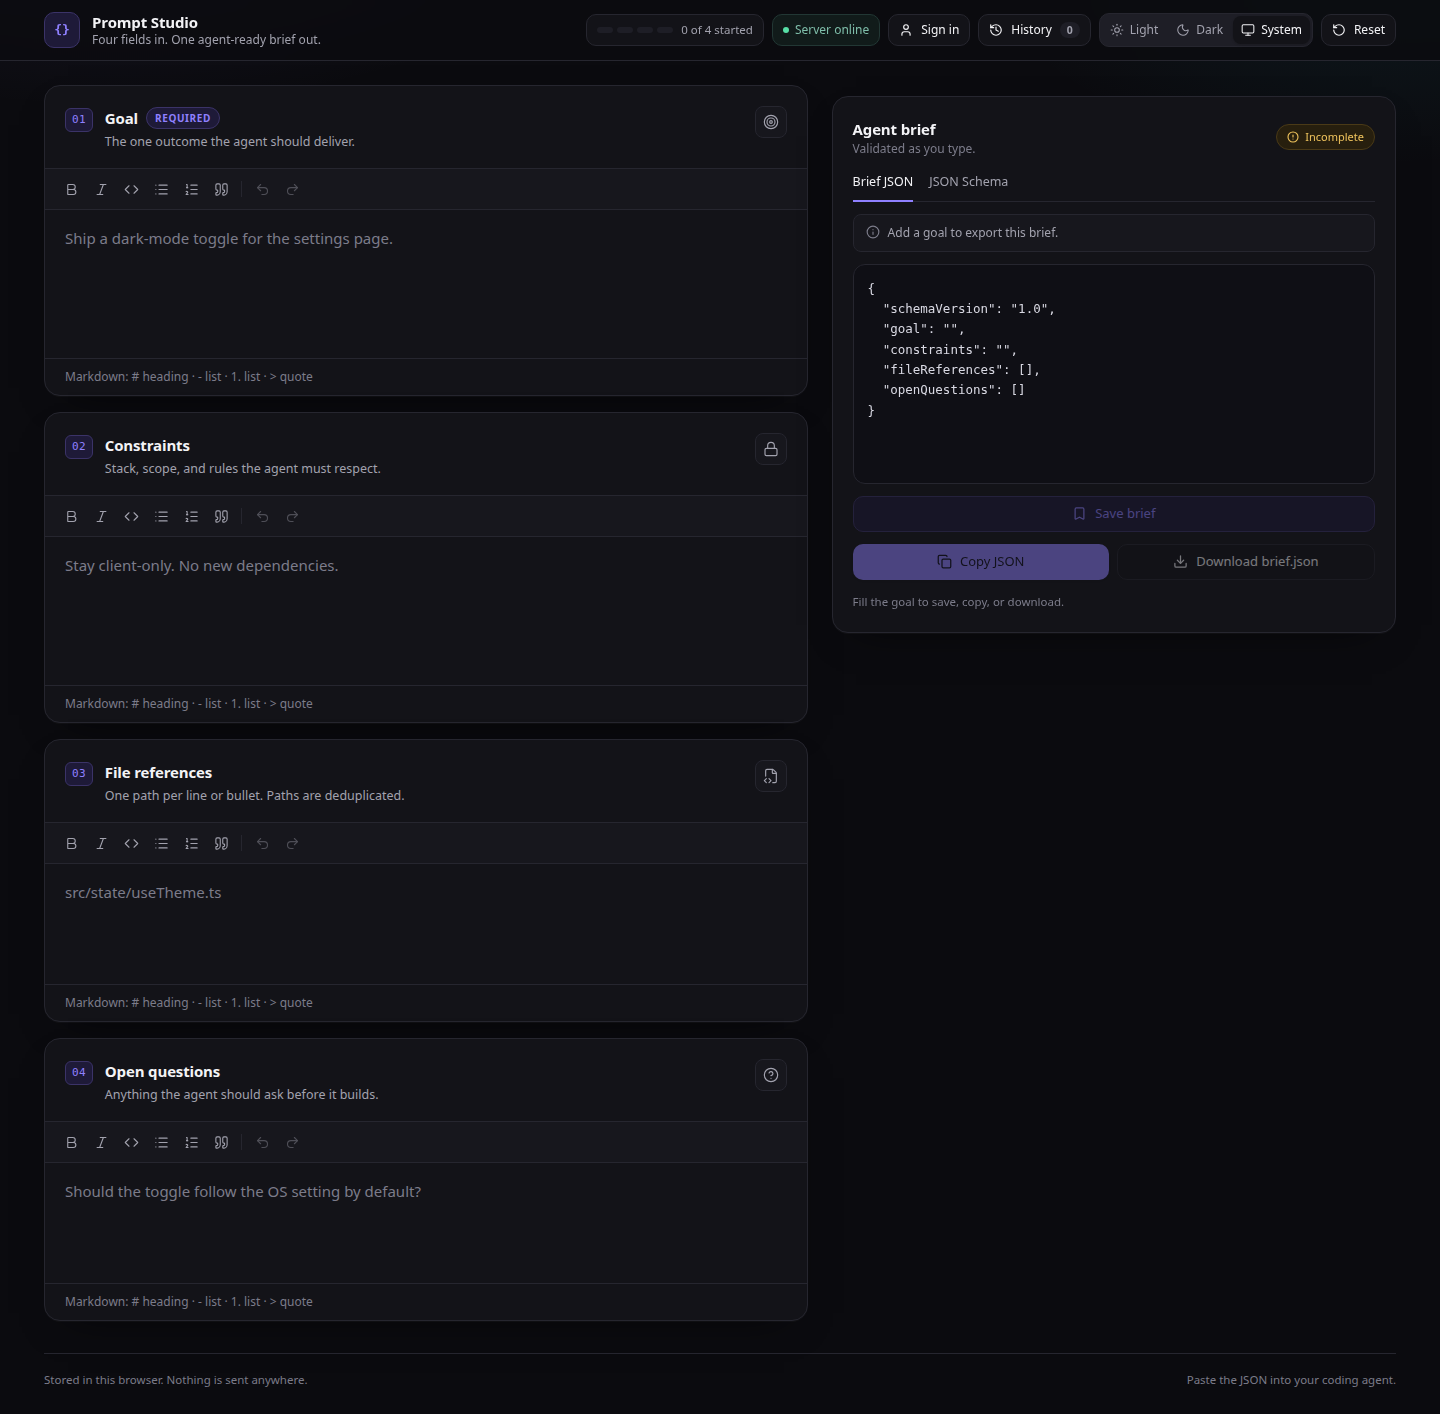 {}
Prompt Studio
Four fields in. One agent-ready brief out.
0 of 4 started
Server online
Sign in
History 0
Light
Dark
System
Reset
01
Goal REQUIRED
The one outcome the agent should deliver.
Ship a dark-mode toggle for the settings page.
Markdown: # heading · - list · 1. list · > quote
02
Constraints
Stack, scope, and rules the agent must respect.
Stay client-only. No new dependencies.
Markdown: # heading · - list · 1. list · > quote
03
File references
One path per line or bullet. Paths are deduplicated.
src/state/useTheme.ts
Markdown: # heading · - list · 1. list · > quote
04
Open questions
Anything the agent should ask before it builds.
Should the toggle follow the OS setting by default?
Markdown: # heading · - list · 1. list · > quote
Agent brief
Validated as you type.
Incomplete
Brief JSON
JSON Schema
Add a goal to export this brief.
{
  "schemaVersion": "1.0",
  "goal": "",
  "constraints": "",
  "fileReferences": [],
  "openQuestions": []
}
Save brief
Copy JSON
Download brief.json
Fill the goal to save, copy, or download.
Stored in this browser. Nothing is sent anywhere.
Paste the JSON into your coding agent.